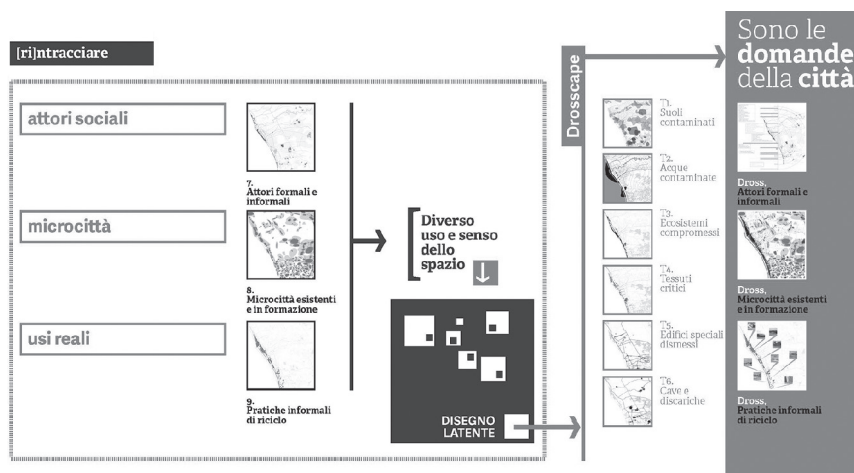 [ri]ntracciare
attori sociali
7.
Attori formali e
informali
microcittà
8.
Microcittà esistenti
e in formazione
usi reali
9.
Pratiche informali
di riciclo
Diverso
uso e senso
dello
spazio
DISEGNO
LATENTE
Drosscape
T1.
Suoli
contaminati
T2.
Acque
contaminate
T3.
Ecosistemi
compromessi
T4.
Tessuti
critici
T5.
Edifici speciali
dismessi
T6.
Cave e
discariche
Sono le
domande
della città
Dross,
Attori formali e
informali
Dross,
Microcittà esistenti
e in formazione
Dross,
Pratiche informali
di riciclo